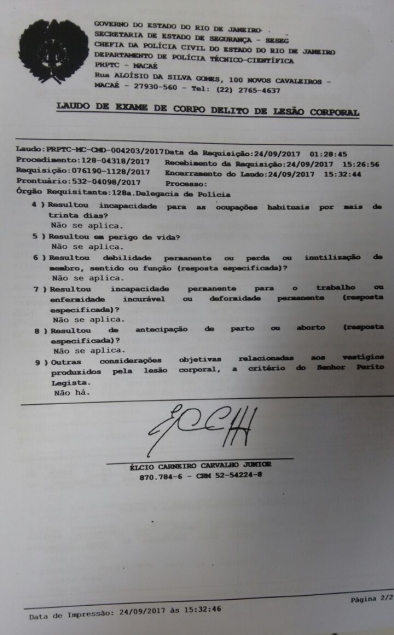 GOVERNO DO ESTADO DO RIO DE JANEIRO
SECRETARIA DE ESTADO DE SEGURANÇA - SESEG
CHEFIA DA POLÍCIA CIVIL DO ESTADO DO RIO DE JANEIRO
DEPARTAMENTO DE POLÍCIA TÉCNICO-CIENTÍFICA
PRPTC - MACAÉ
Rua ALOÍSIO DA SILVA GOMES, 100 NOVOS CAVALEIROS -
MACAÉ - 27930-560 - Tel: (22) 2765-4637
LAUDO DE EXAME DE CORPO DELITO DE LESÃO CORPORAL
Laudo:PRPTC-MC-CMD-004203/2017Data da Requisição:24/09/2017 01:28:45
Procedimento:128-04318/2017 Recebimento da Requisição:24/09/2017 15:26:56
Requisição:076190-1128/2017 Encerramento do Laudo:24/09/2017 15:32:44
Prontuário:532-04098/2017 Processo:
Órgão Requisitante:128a.Delegacia de Polícia
4 ) Resultou incapacidade para as ocupações habituais por mais de
trinta dias?
Não se aplica.
5 ) Resultou em perigo de vida?
Não se aplica.
6 ) Resultou debilidade permanente ou perda ou inutilização de
membro, sentido ou função (resposta especificada)?
Não se aplica.
7 ) Resultou incapacidade permanente para o trabalho ou
enfermidade incurável ou deformidade permanente (resposta
especificada)?
Não se aplica.
8 ) Resultou de antecipação de parto ou aborto (resposta
especificada)?
Não se aplica.
9 ) Outras considerações objetivas relacionadas aos vestígios
produzidos pela lesão corporal, a critério do Senhor Perito
Legista.
Não há.
ÉLCIO CARNEIRO CARVALHO JUNIOR
870.784-6 - CRM 52-54224-8
Página 2/2
Data de Impressão: 24/09/2017 às 15:32:46